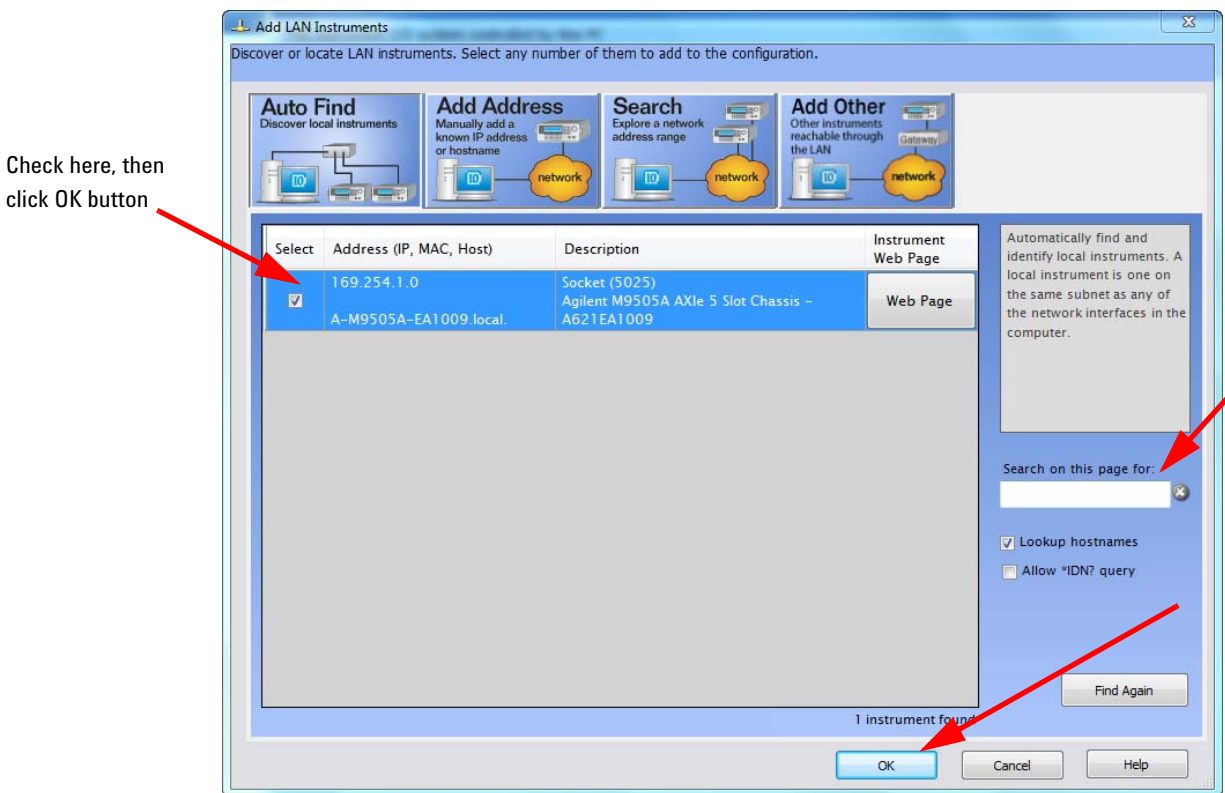 Add LAN Instruments
Discover or locate LAN instruments. Select any number of them to add to the configuration.
Auto Find
Discover local instruments
IO
Add Address
Manually add a
known IP address
or hostname
IO
network
Search
Explore a network
address range
IO
network
Add Other
Other instruments
reachable through
the LAN
Gateway
IO
network
Check here, then
click OK button
Select
Address (IP, MAC, Host)
Description
Instrument
Web Page
169.254.1.0
A-M9505A-EA1009.local.
Socket (5025)
Agilent M9505A AXIe 5 Slot Chassis -
A621EA1009
Web Page
Automatically find and
identify local instruments. A
local instrument is one on
the same subnet as any of
the network interfaces in the
computer.
Search on this page for:
Lookup hostnames
Allow *IDN? query
Find Again
1 instrument found
OK
Cancel
Help